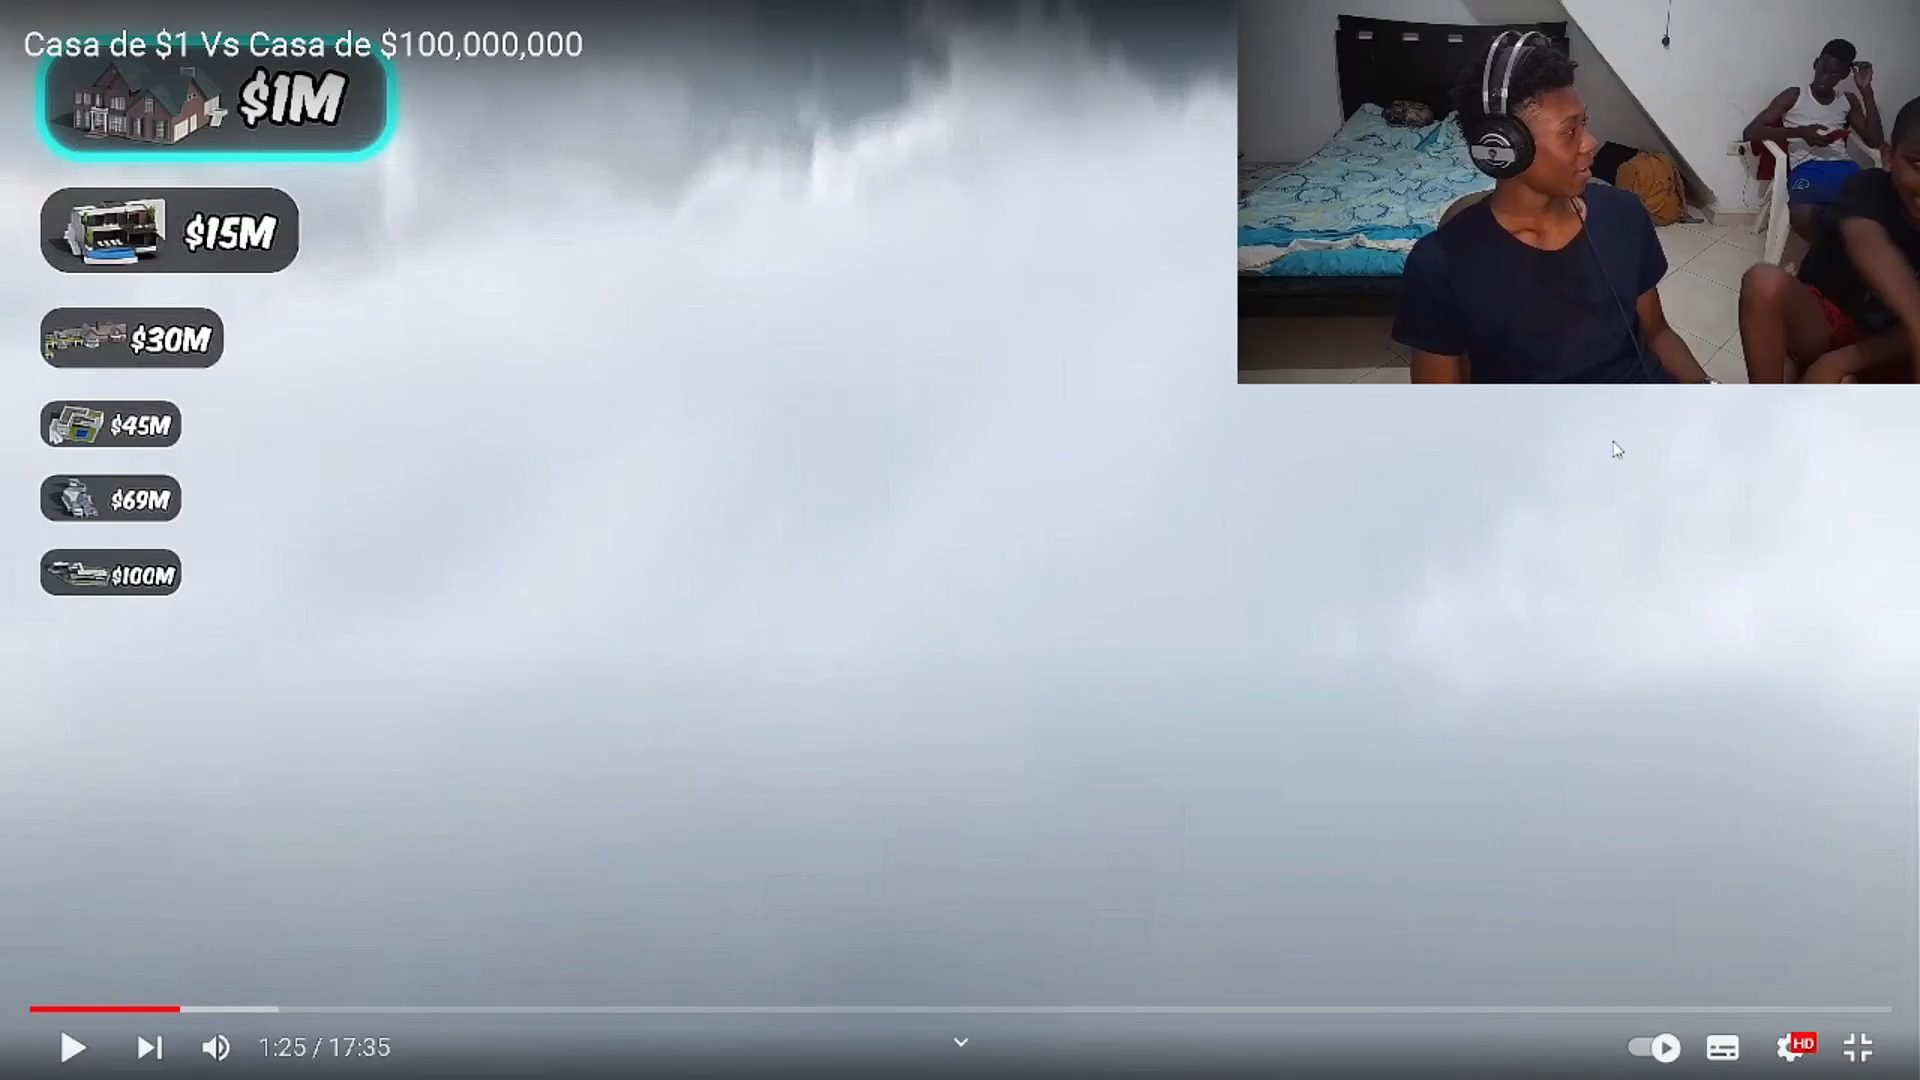 Casa de $1 Vs Casa de $100,000,000
$1M
$15M
$30M
$45M
$69M
$100M
1:25 / 17:35
HD